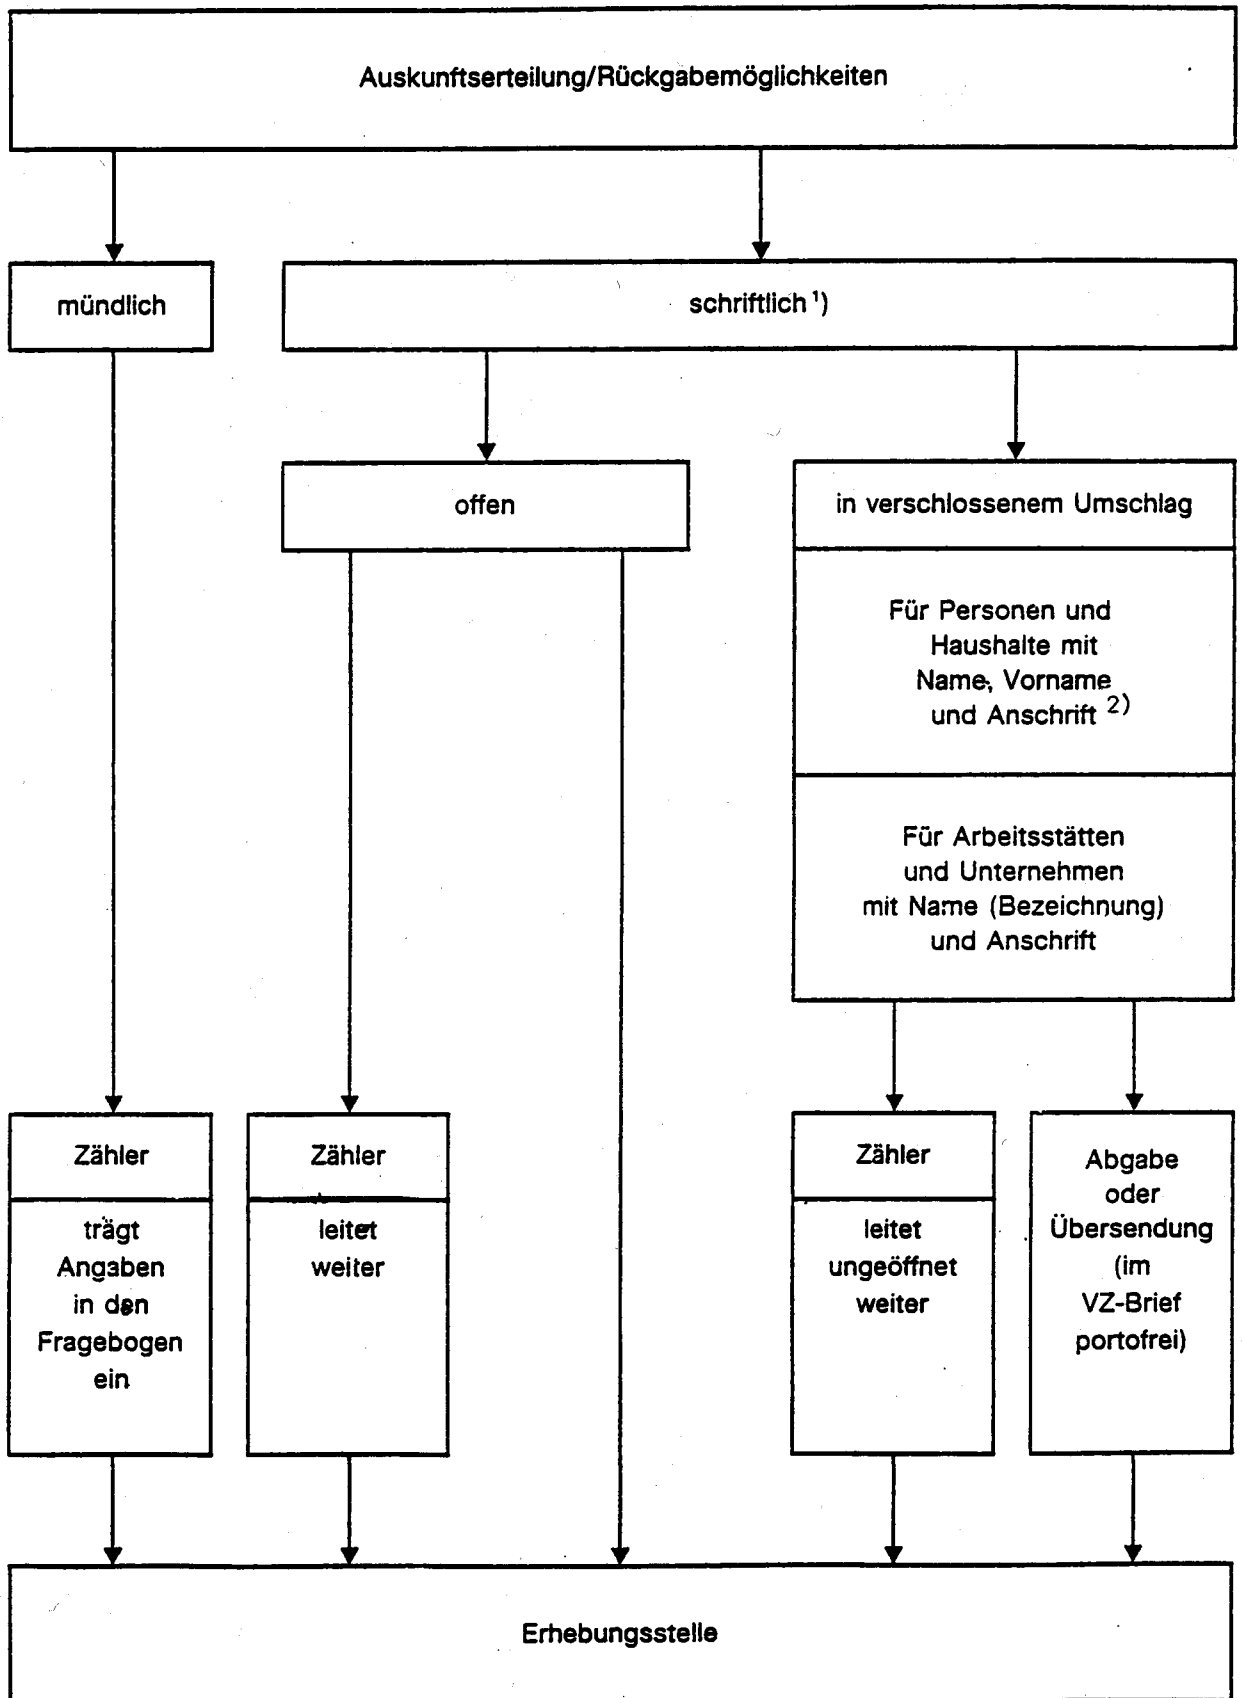 Auskunftserteilung/Rückgabemöglichkeiten
mündlich
schriftlich ¹)
offen
in verschlossenem Umschlag
Für Personen und
Haushalte mit
Name, Vorname
und Anschrift 2)
Für Arbeitsstätten
und Unternehmen
mit Name (Bezeichnung)
und Anschrift
Zähler
trägt
Angaben
in den
Fragebogen
ein
Zähler
leitet
weiter
Zähler
leitet
ungeöffnet
weiter
Abgabe
oder
Übersendung
(im
VZ-Brief
portofrei)
Erhebungsstelle